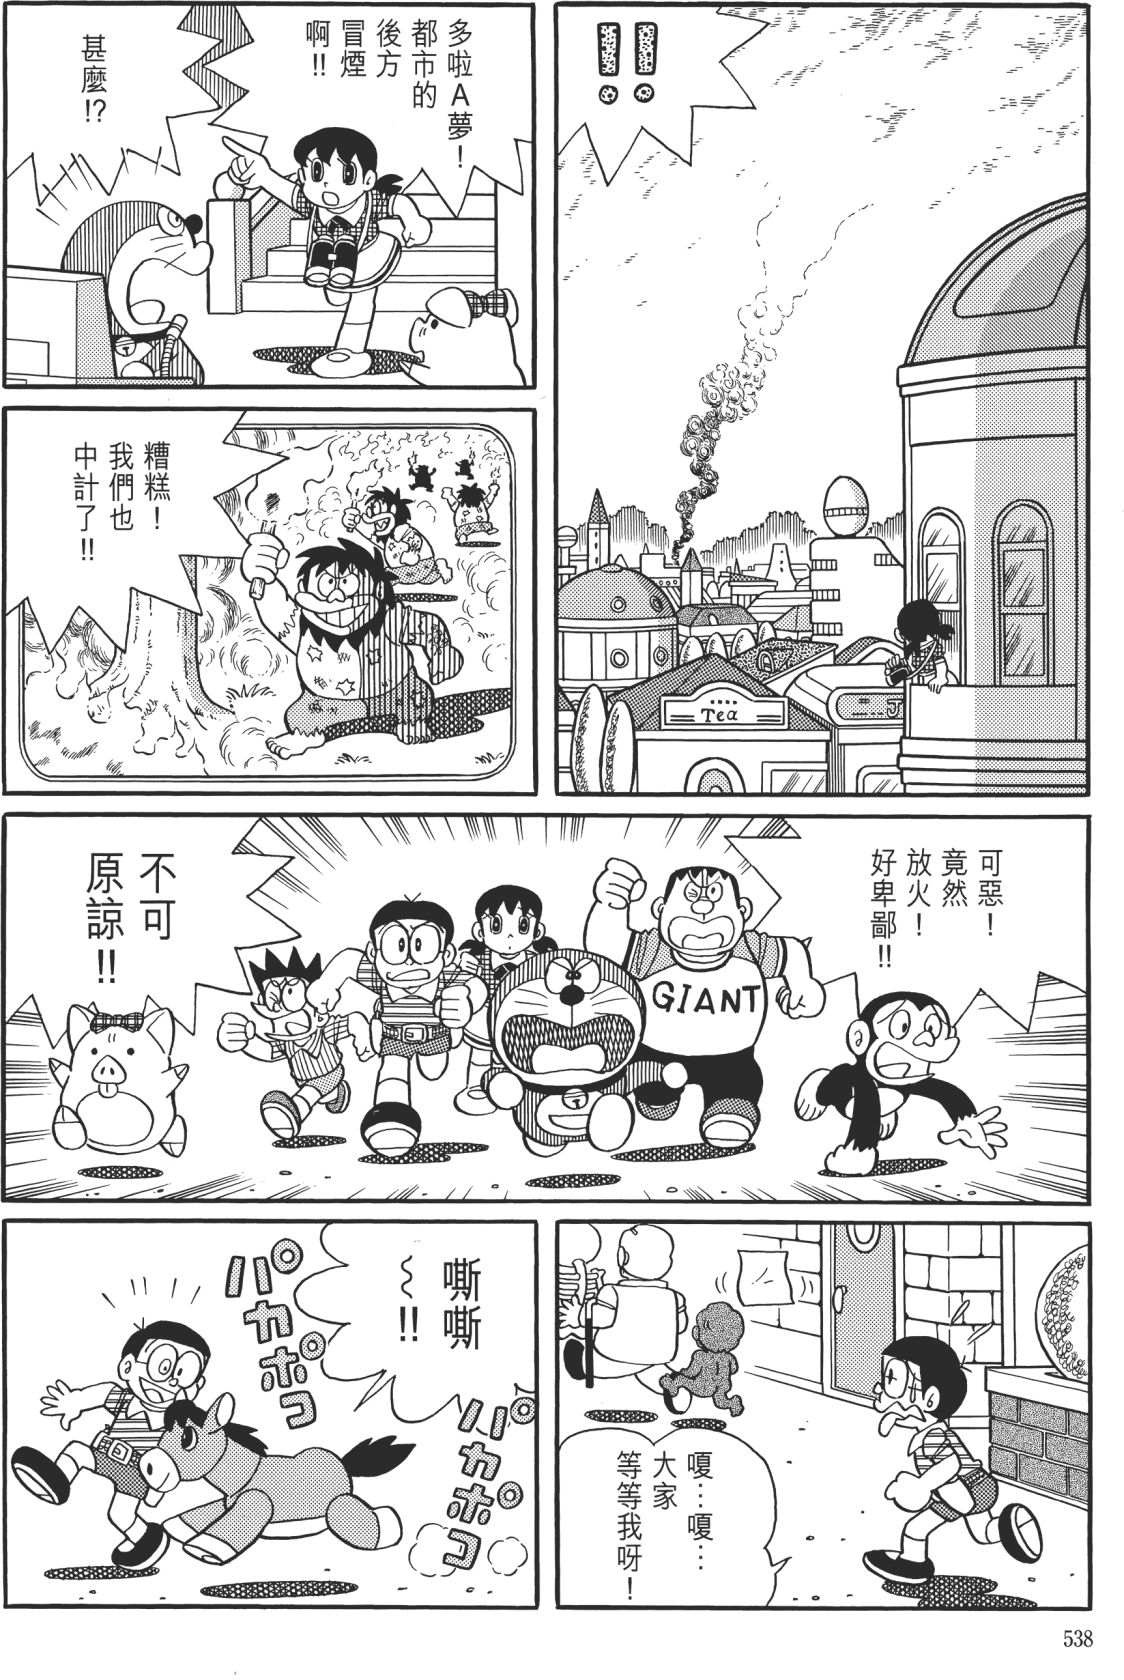 !!
Tea
多啦A夢！
都市的
後方
冒煙
啊!!
甚麼!?
糟糕！
我們也
中計了!!
可惡！
竟然
放火！
好卑鄙!!
GIANT
不可
原諒!!
嗄…嗄…
大家
等等我呀！
嘶嘶
～!!
パカポコ
パカポコ
538